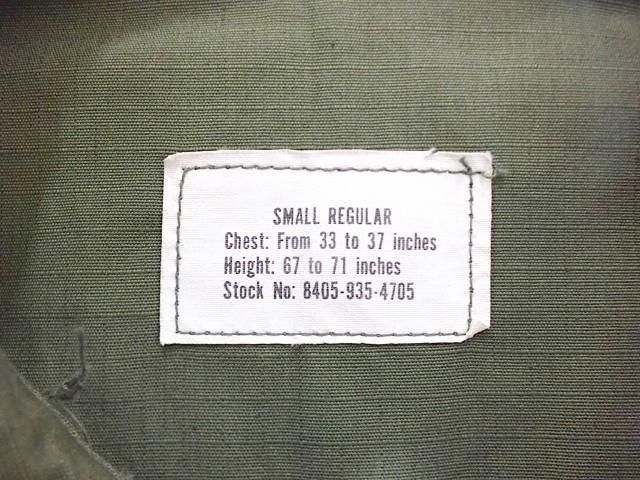 SMALL REGULAR
Chest: From 33 to 37 inches
Height: 67 to 71 inches
Stock No: 8405-935-4705